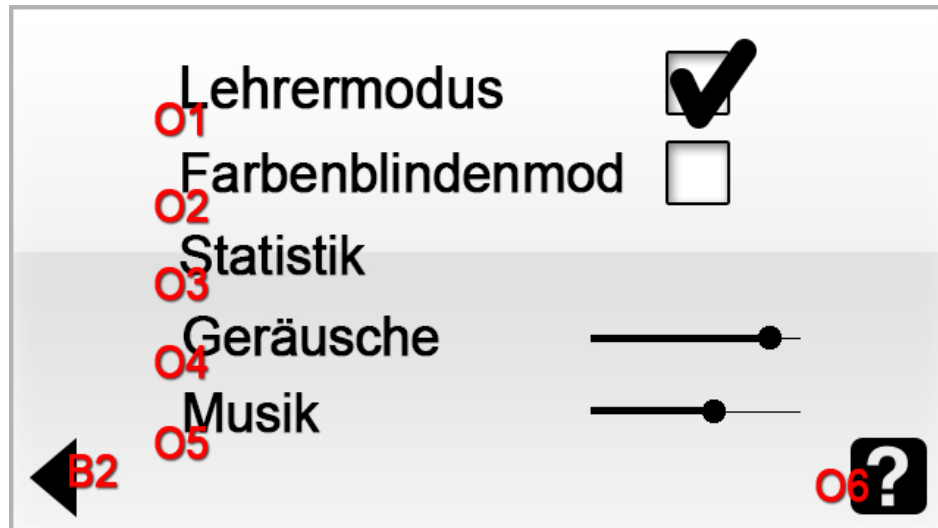 Lehrermodus
O1
Farbenblindenmod
O2
Statistik
O3
Geräusche
O4
Musik
O5
B2
O6
?